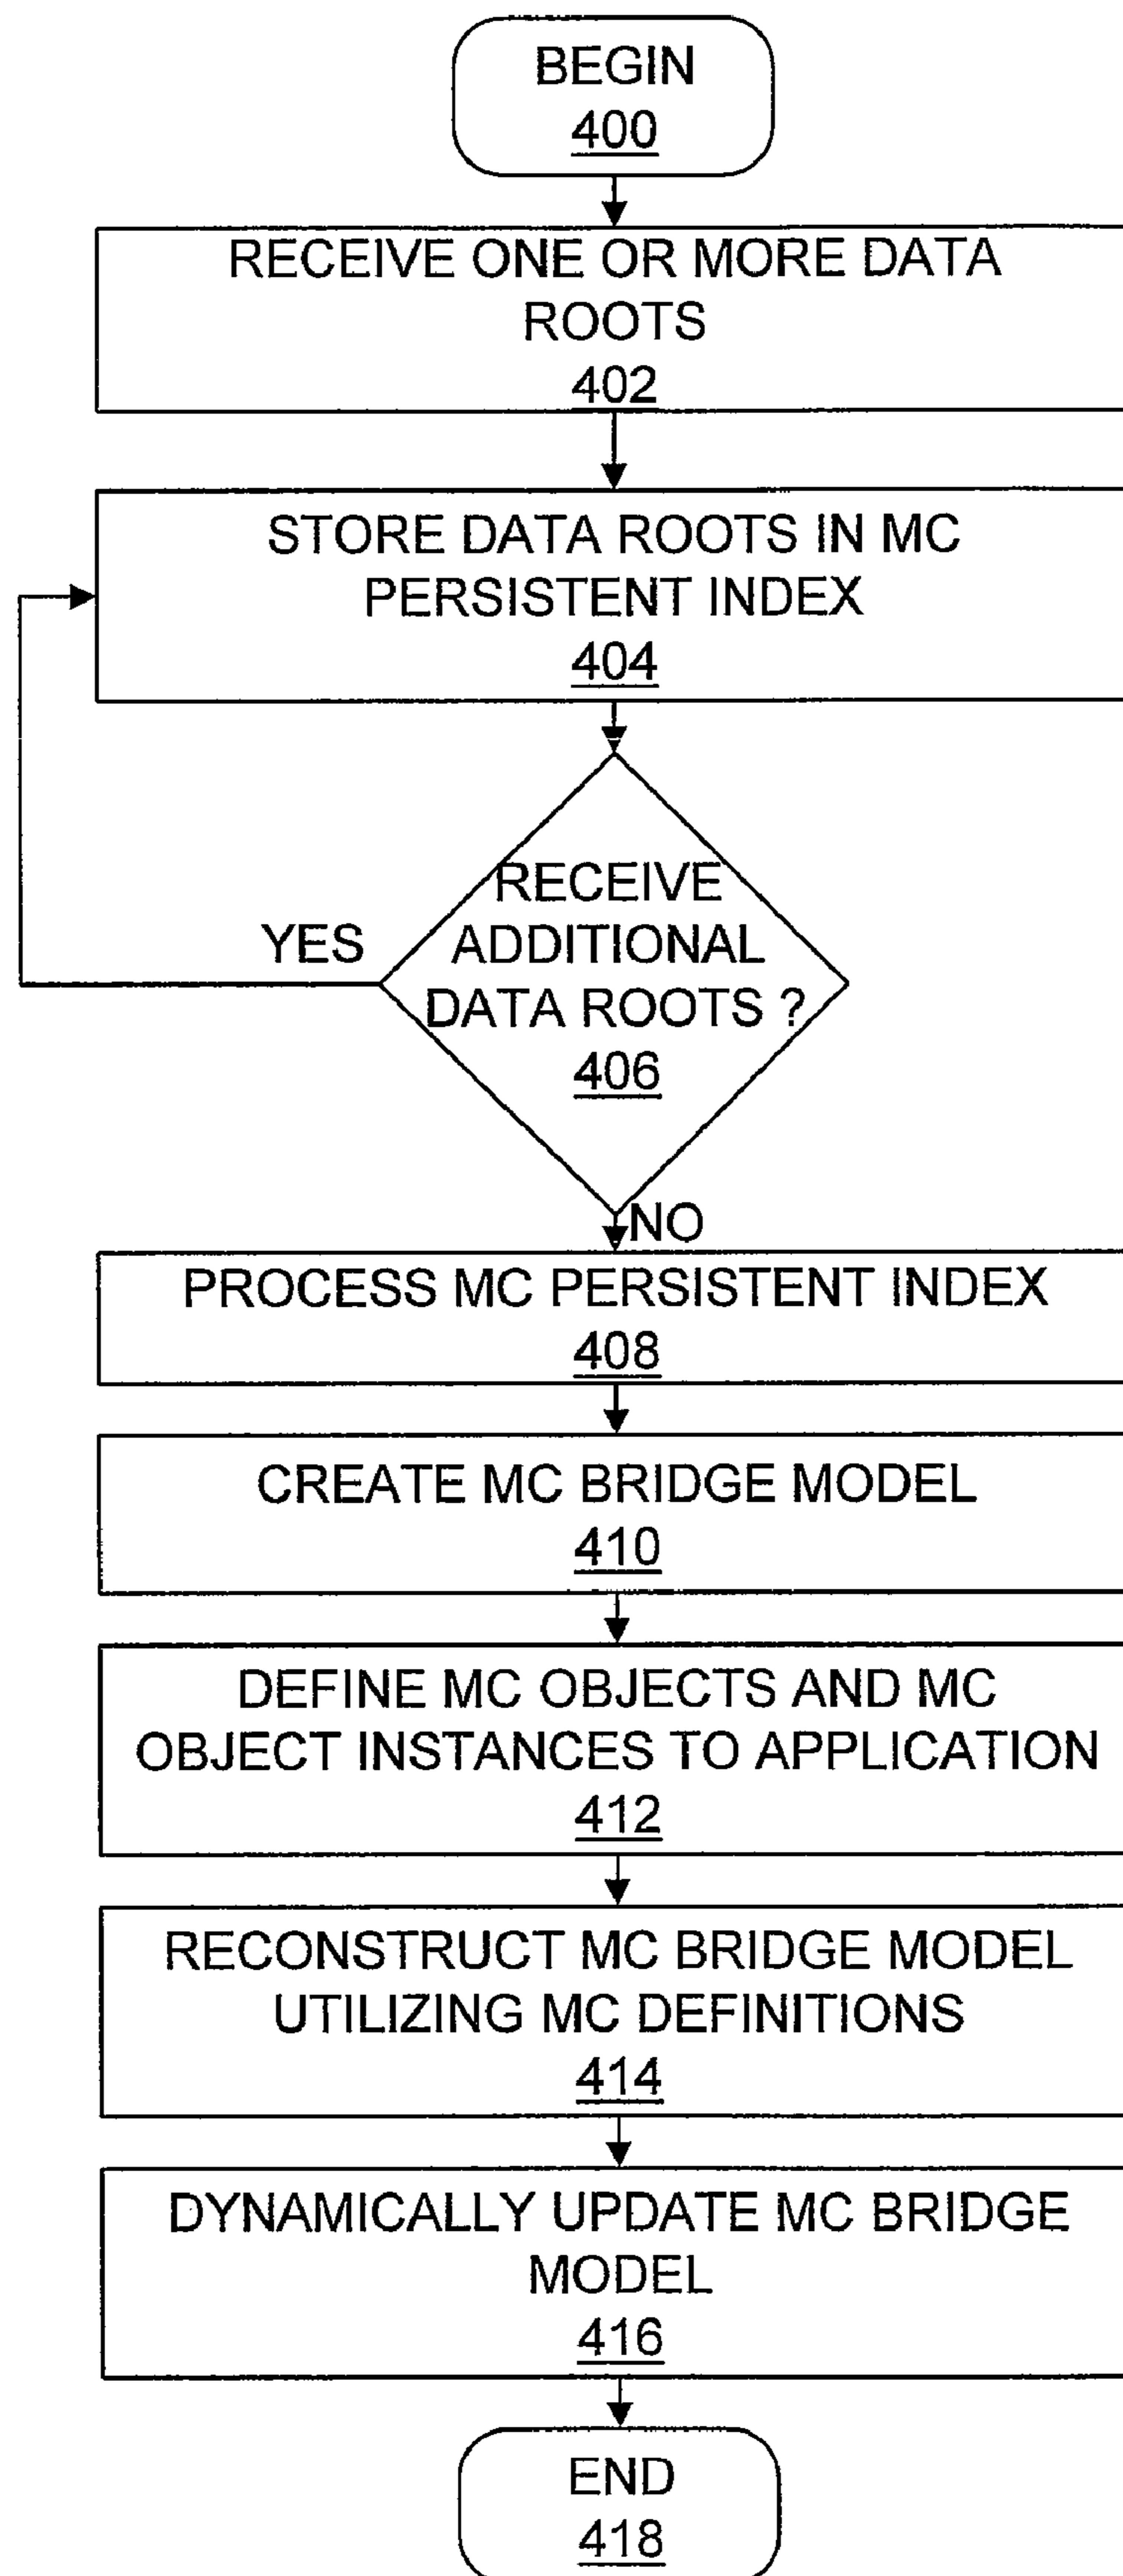 BEGIN
400
RECEIVE ONE OR MORE DATA
ROOTS
402
STORE DATA ROOTS IN MC
PERSISTENT INDEX
404
RECEIVE
ADDITIONAL
DATA ROOTS ?
406
YES
NO
PROCESS MC PERSISTENT INDEX
408
CREATE MC BRIDGE MODEL
410
DEFINE MC OBJECTS AND MC
OBJECT INSTANCES TO APPLICATION
412
RECONSTRUCT MC BRIDGE MODEL
UTILIZING MC DEFINITIONS
414
DYNAMICALLY UPDATE MC BRIDGE
MODEL
416
END
418